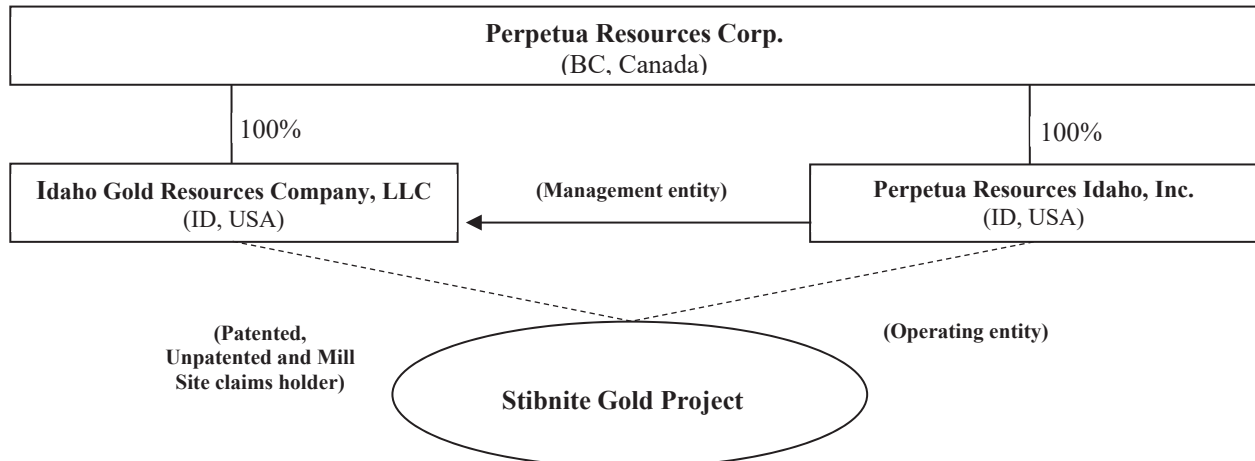 Perpetua Resources Corp.
(BC, Canada)
100%
100%
Idaho Gold Resources Company, LLC
(ID, USA)
(Management entity)
Perpetua Resources Idaho, Inc.
(ID, USA)
(Patented,
Unpatented and Mill
Site claims holder)
(Operating entity)
Stibnite Gold Project